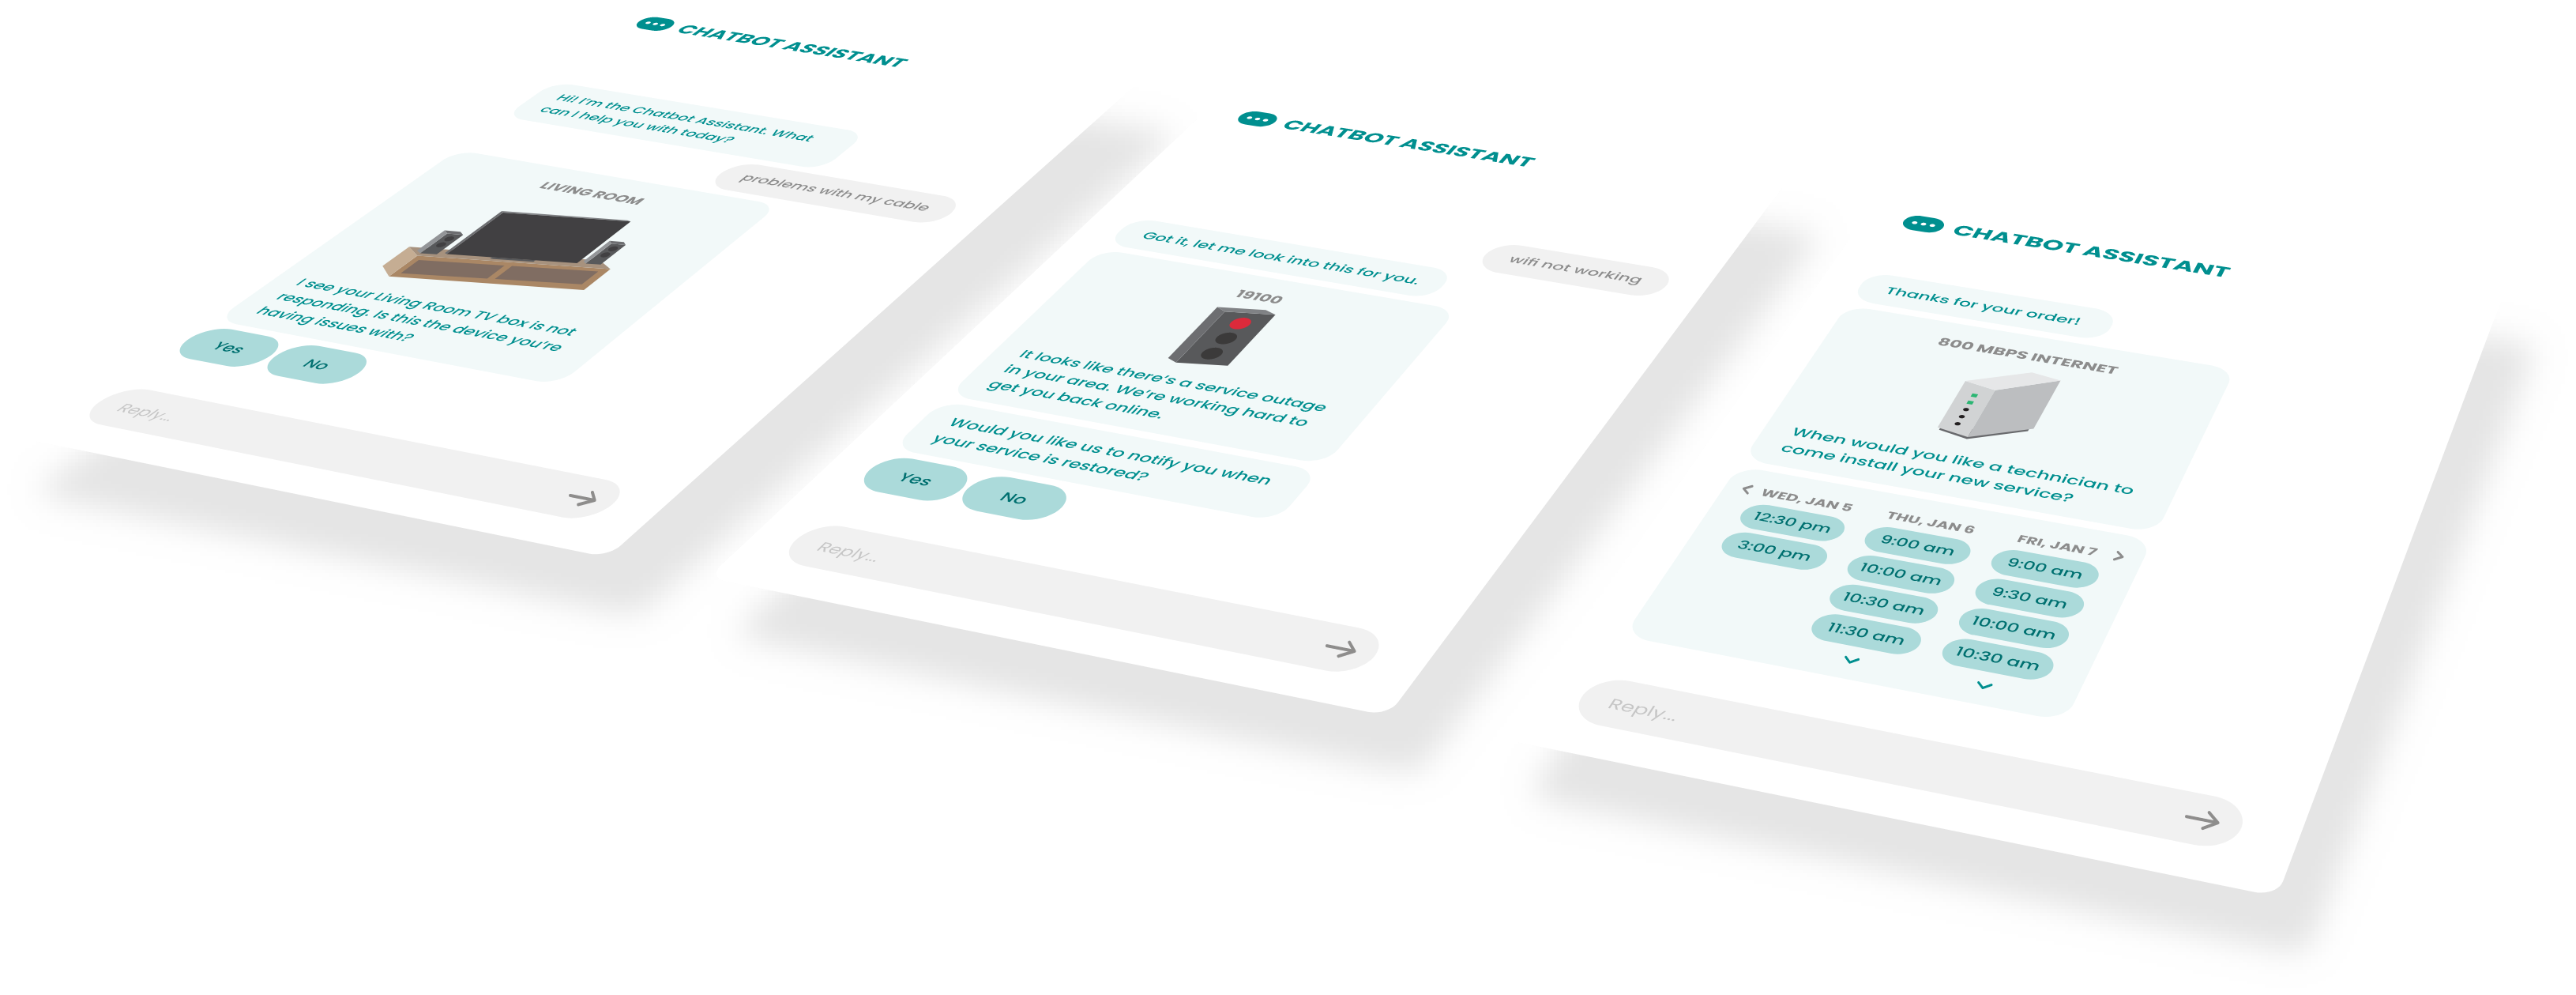 CHATBOT ASSISTANT
Hi! I'm the Chatbot Assistant. What
can I help you with today?
problems with my cable
LIVING ROOM
I see your Living Room TV box is not
responding. Is this the device you're
having issues with?
Yes
No
Reply...
CHATBOT ASSISTANT
wifi not working
Got it, let me look into this for you.
19100
It looks like there's a service outage
in your area. We're working hard to
get you back online.
Would you like us to notify you when
your service is restored?
Yes
No
Reply...
CHATBOT ASSISTANT
Thanks for your order!
800 MBPS INTERNET
When would you like a technician to
come install your new service?
WED, JAN 5
12:30 pm
3:00 pm
THU, JAN 6
9:00 am
10:00 am
10:30 am
11:30 am
FRI, JAN 7
9:00 am
9:30 am
10:00 am
10:30 am
Reply...